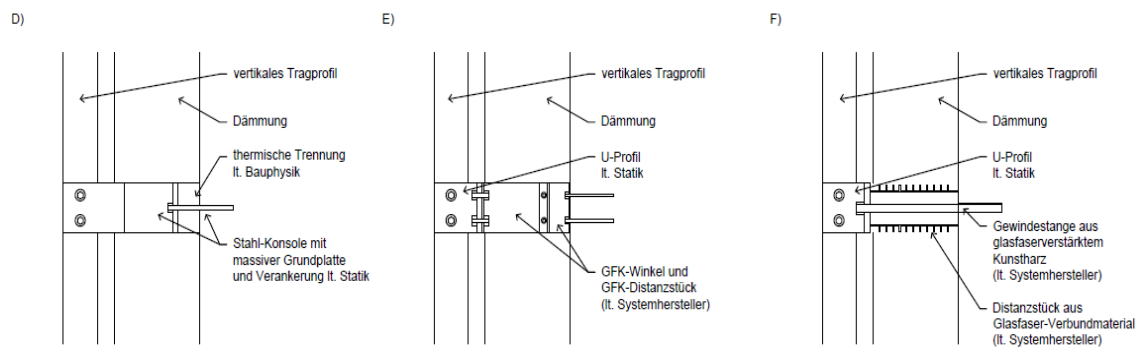 D)
vertikales Tragprofil
Dämmung
thermische Trennung
lt. Bauphysik
Stahl-Konsole mit
massiver Grundplatte
und Verankerung lt. Statik
E)
vertikales Tragprofil
Dämmung
U-Profil
lt. Statik
GFK-Winkel und
GFK-Distanzstück
(lt. Systemhersteller)
F)
vertikales Tragprofil
Dämmung
U-Profil
lt. Statik
Gewindestange aus
glasfaserverstärktem
Kunstharz
(lt. Systemhersteller)
Distanzstück aus
Glasfaser-Verbundmaterial
(lt. Systemhersteller)